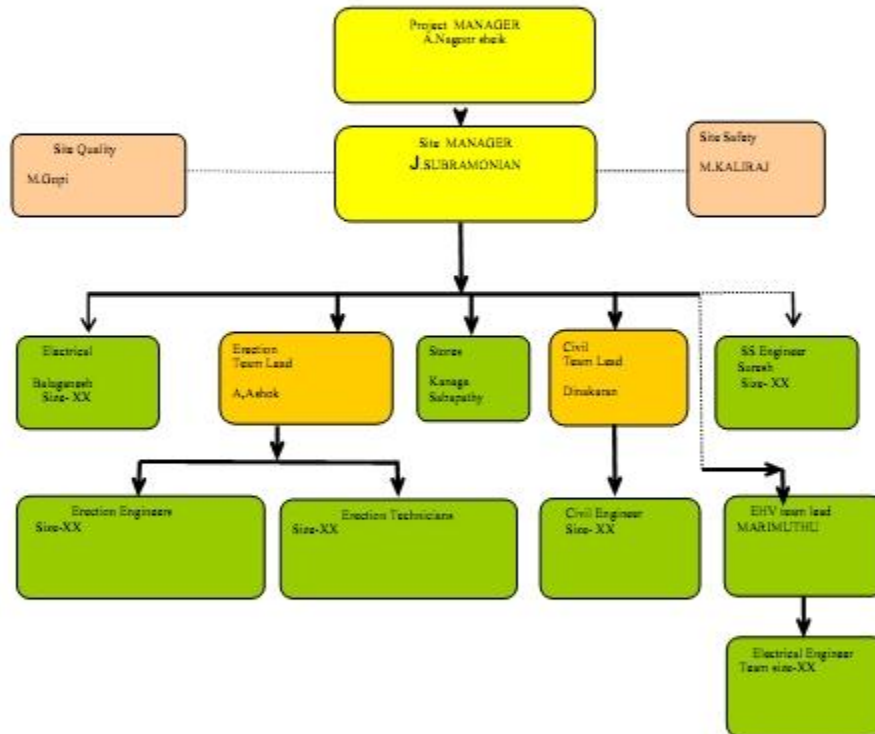 Project MANAGER
A.Nagoor sheik
Site MANAGER
J.SUBRAMONIAN
Site Quality
M.Gopi
Site Safety
M.KALIRAJ
Electrical
Balaganesh
Size- XX
Erection
Team Lead
A,Ashok
Stores
Kanaga
Sabapathy
Civil
Team Lead
Dinakaran
SS Engineer
Suresh
Size- XX
Erection Engineers
Size-XX
Erection Technicians
Size-XX
Civil Engineer
Size- XX
EHV team lead
MARIMUTHU
Electrical Engineer
Team size-XX